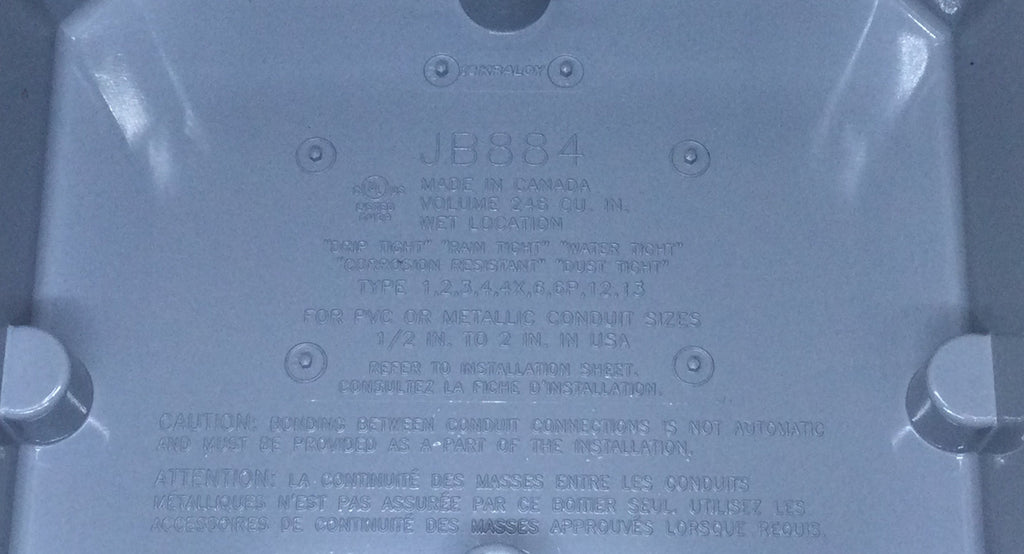 JB884
UL
MADE IN CANADA
VOLUME 248 CU. IN.
WET LOCATION
"DRIP TIGHT" "RAIN TIGHT" "WATER TIGHT"
"CORROSION RESISTANT" "DUST TIGHT"
TYPE 1,2,3,4,4X,6,6P,12,13
FOR PVC OR METALLIC CONDUIT SIZES
1/2 IN. TO 2 IN. IN USA
REFER TO INSTALLATION SHEET.
CONSULTEZ LA FICHE D'INSTALLATION.
CAUTION: BONDING BETWEEN CONDUIT CONNECTIONS IS NOT AUTOMATIC
AND MUST BE PROVIDED AS A PART OF THE INSTALLATION.
ATTENTION: LA CONTINUITÉ DES MASSES ENTRE LES CONDUITS
METALLIQUES N'EST PAS ASSURÉE PAR CE BOITIER SEUL. UTILISEZ LES
ACCESSOIRES DE CONTINUITÉ DES MASSES APPROUVÉS LORSQUE REQUIS.